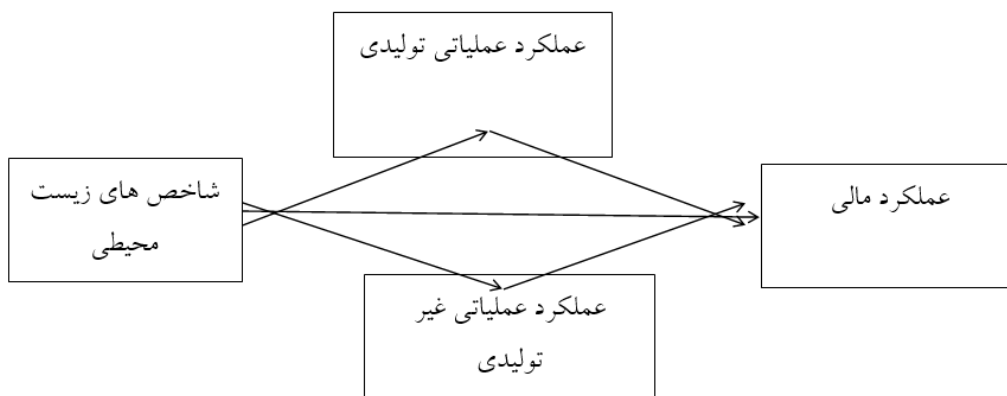 عملکرد عملیاتی تولیدی
شاخص های زیست
محیطی
عملکرد مالی
عملکرد عملیاتی غیر
تولیدی